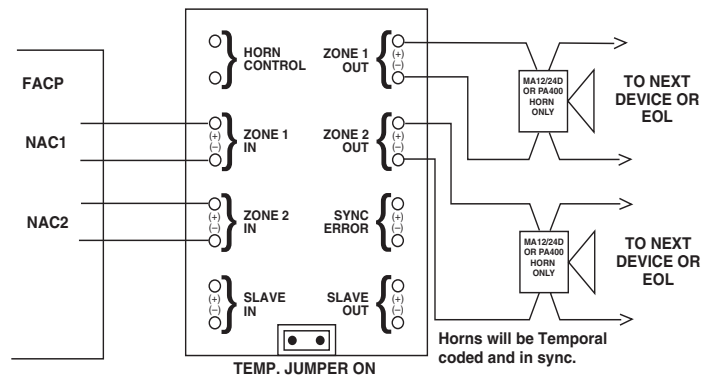 FACP
NAC1
NAC2
HORN
CONTROL
ZONE 1
OUT
(+)
(–)
ZONE 1
IN
(+)
(–)
ZONE 2
OUT
(+)
(–)
ZONE 2
IN
(+)
(–)
SYNC
ERROR
(+)
(–)
SLAVE
IN
(+)
(–)
SLAVE
OUT
(+)
(–)
TEMP. JUMPER ON
MA12/24D
OR PA400
HORN
ONLY
TO NEXT
DEVICE OR
EOL
MA12/24D
OR PA400
HORN
ONLY
TO NEXT
DEVICE OR
EOL
Horns will be Temporal
coded and in sync.